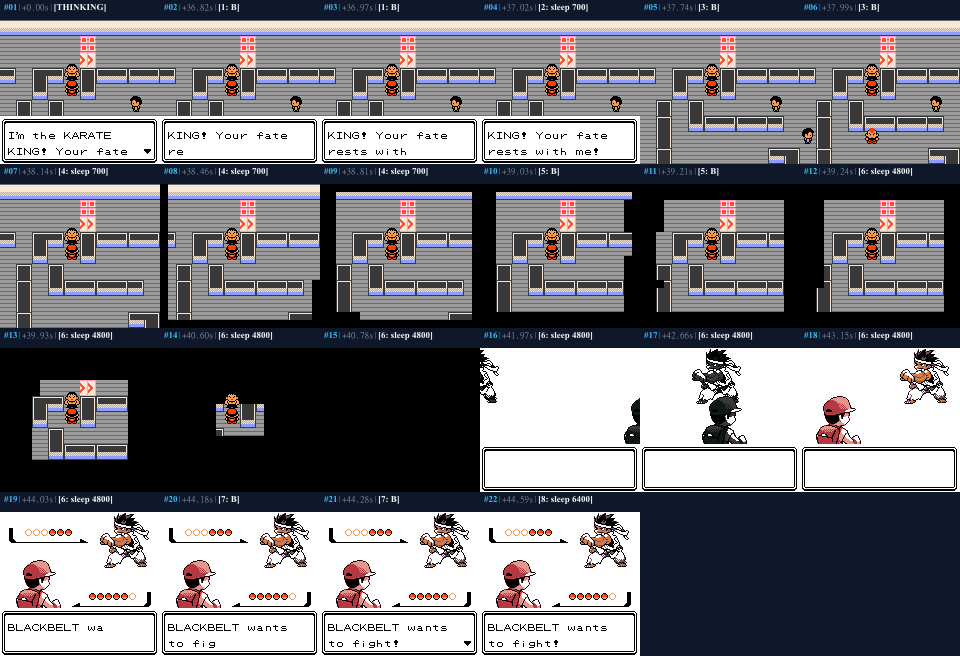 #01|+0.00s|[THINKING]
#02|+36.82s|[1: B]
#03|+36.97s|[1: B]
#04|+37.02s|[2: sleep 700]
#05|+37.74s|[3: B]
#06|+37.99s|[3: B]
I'm the KARATE
KING! Your fate
KING! Your fate
re
KING! Your fate
rests with
KING! Your fate
rests with me!
#07|+38.14s|[4: sleep 700]
#08|+38.46s|[4: sleep 700]
#09|+38.81s|[4: sleep 700]
#10|+39.03s|[5: B]
#11|+39.21s|[5: B]
#12|+39.24s|[6: sleep 4800]
#13|+39.93s|[6: sleep 4800]
#14|+40.60s|[6: sleep 4800]
#15|+40.78s|[6: sleep 4800]
#16|+41.97s|[6: sleep 4800]
#17|+42.66s|[6: sleep 4800]
#18|+43.15s|[6: sleep 4800]
#19|+44.03s|[6: sleep 4800]
#20|+44.18s|[7: B]
#21|+44.28s|[7: B]
#22|+44.59s|[8: sleep 6400]
BLACKBELT wa
BLACKBELT wants
to fig
BLACKBELT wants
to fight!
BLACKBELT wants
to fight!